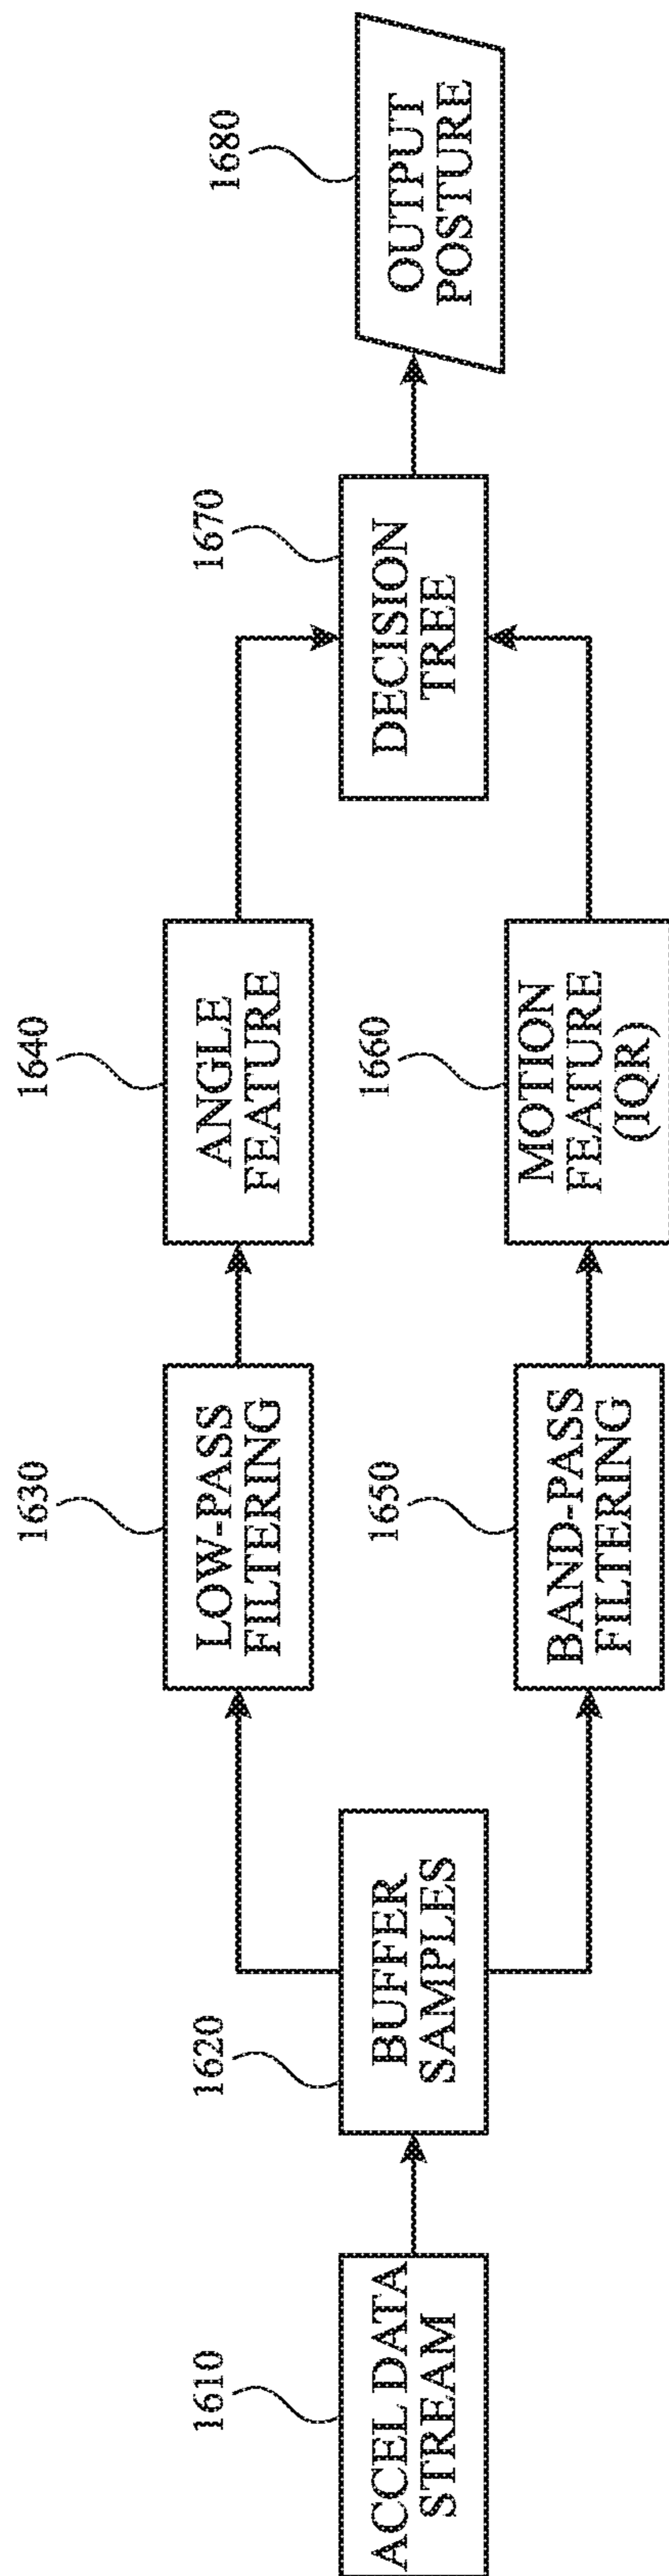 1610
ACCEL DATA
STREAM
1620
BUFFER
SAMPLES
1630
LOW-PASS
FILTERING
1640
ANGLE
FEATURE
1650
BAND-PASS
FILTERING
1660
MOTION
FEATURE
(IQR)
1670
DECISION
TREE
1680
OUTPUT
POSTURE